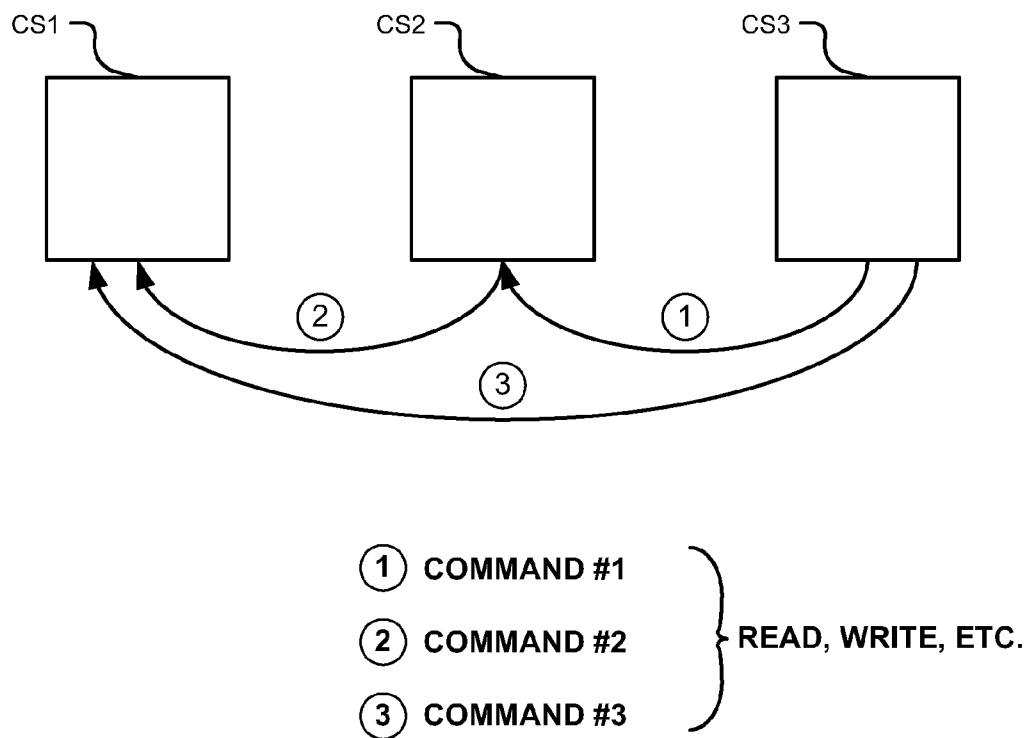 CS1
CS2
CS3
2
1
3
1 COMMAND #1
2 COMMAND #2
READ, WRITE, ETC.
3 COMMAND #3